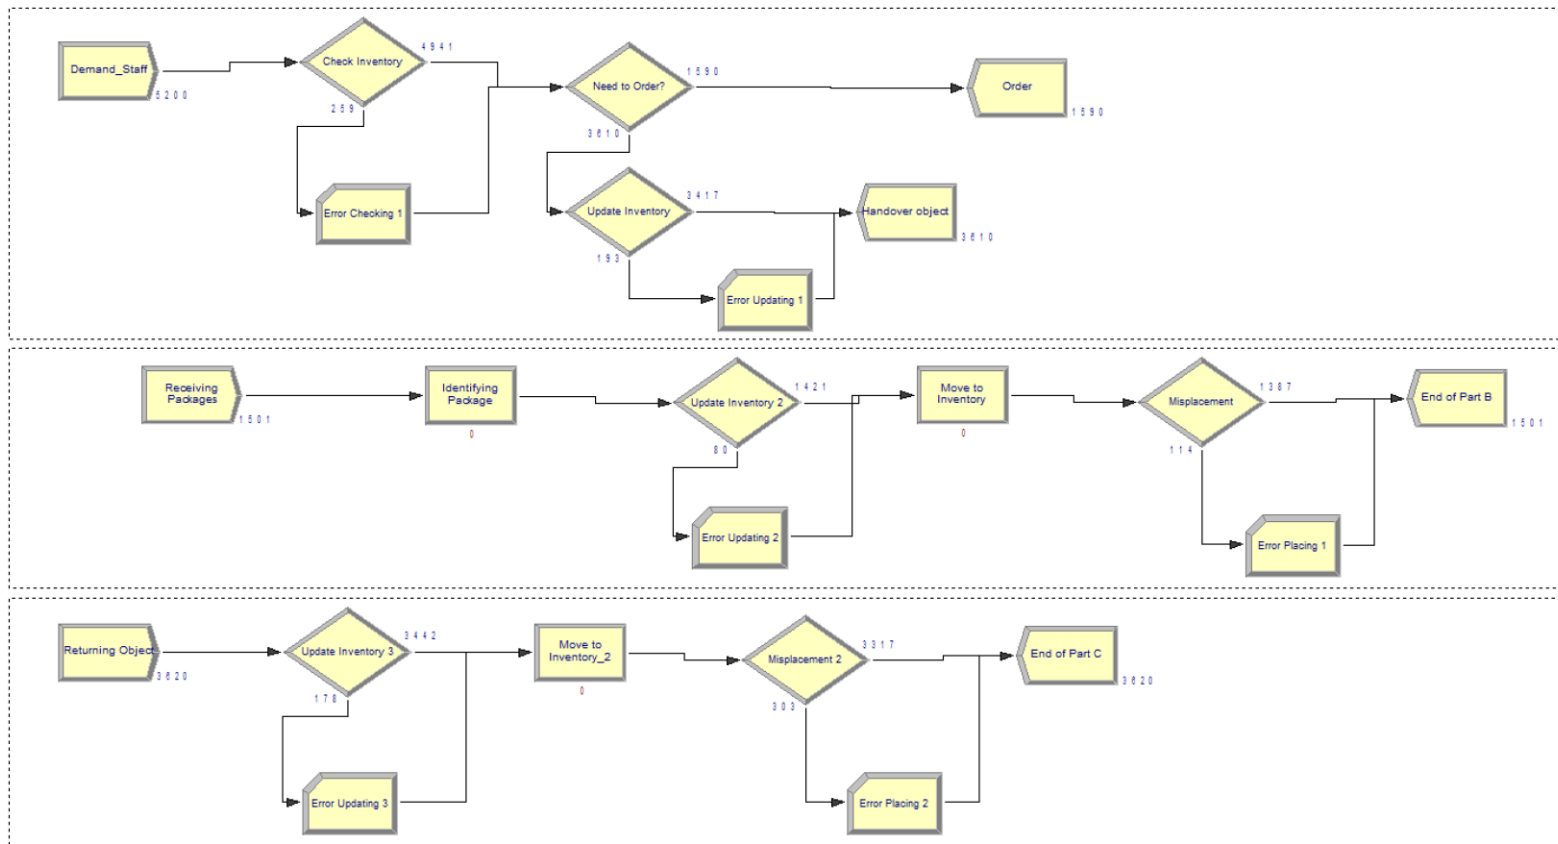 Demand_Staff
5200
Check Inventory
4941
259
Error Checking 1
Need to Order?
1590
3610
Order
1590
Update Inventory
3417
193
Handover object
3610
Error Updating 1
Receiving
Packages
1501
Identifying
Package
0
Update Inventory 2
1421
80
Error Updating 2
Move to
Inventory
0
Misplacement
1387
114
Error Placing 1
End of Part B
1501
Returning Object
3620
Update Inventory 3
3442
178
Error Updating 3
Move to
Inventory_2
0
Misplacement 2
3317
303
Error Placing 2
End of Part C
3620